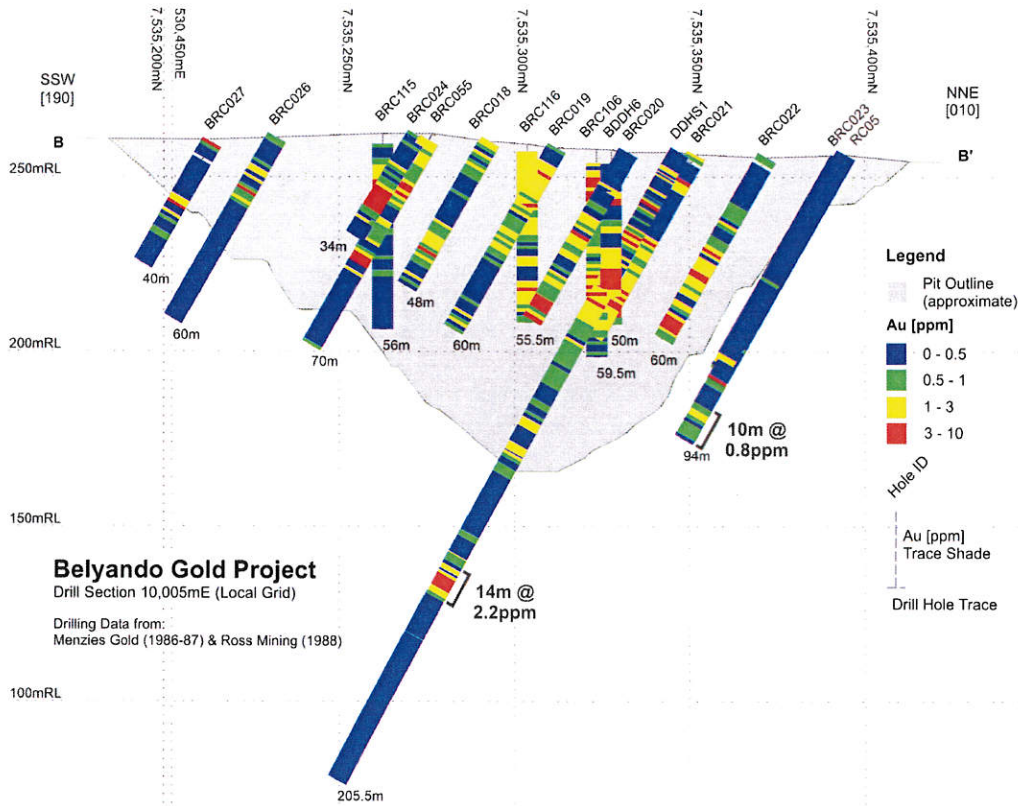 7,535,200mN
530,450mE
7,535,250mN
7,535,300mN
7,535,350mN
7,535,400mN
SSW
[190]
NNE
[010]
BRC027
BRC026
BRC115
BRC024
BRC055
BRC018
BRC116
BRC019
BRC106
BDDH6
BRC020
DDHS1
BRC021
BRC022
BRC023
RC05
B
B'
250mRL
200mRL
150mRL
100mRL
40m
60m
34m
70m
56m
48m
60m
55.5m
50m
59.5m
60m
94m
205.5m
10m @
0.8ppm
14m @
2.2ppm
Legend
Pit Outline
(approximate)
Au [ppm]
0 - 0.5
0.5 - 1
1 - 3
3 - 10
Hole ID
Au [ppm]
Trace Shade
Drill Hole Trace
Belyando Gold Project
Drill Section 10,005mE (Local Grid)
Drilling Data from:
Menzies Gold (1986-87) & Ross Mining (1988)